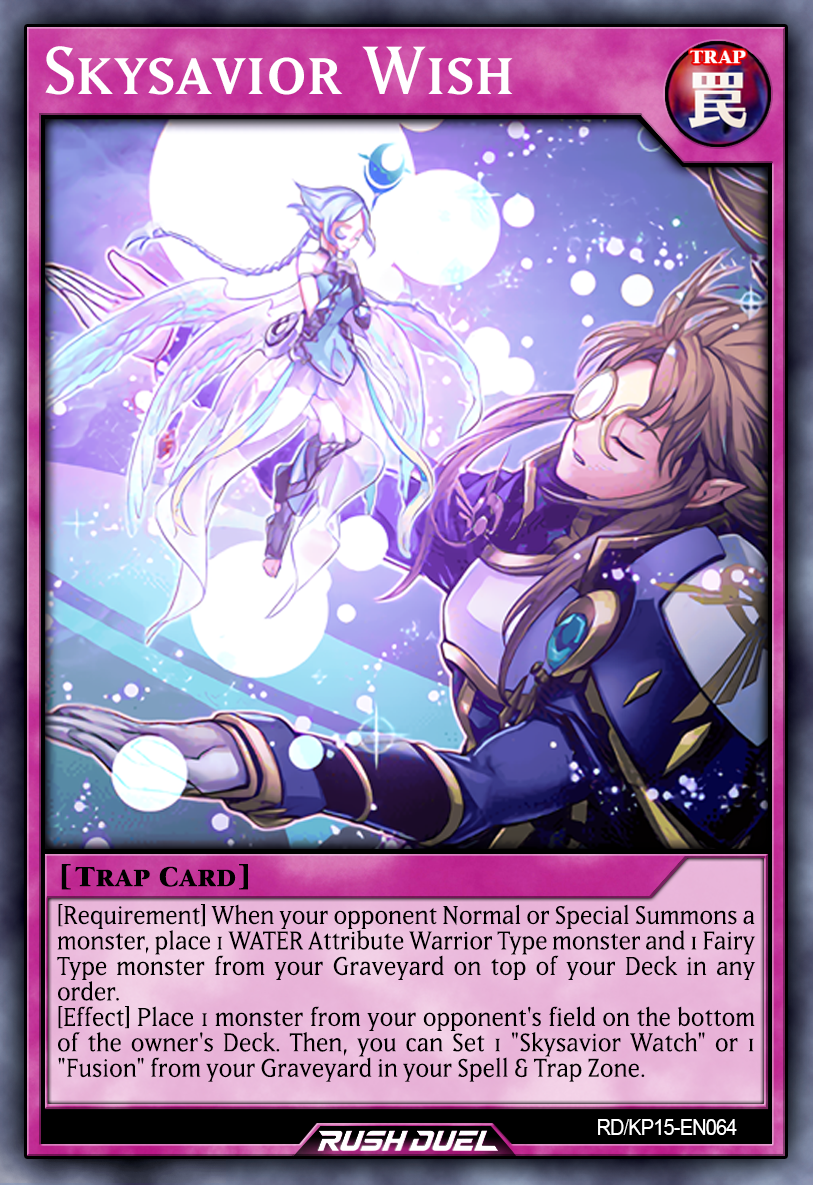 Skysavior Wish
TRAP
罠
[Trap Card]
[Requirement] When your opponent Normal or Special Summons a
monster, place 1 WATER Attribute Warrior Type monster and 1 Fairy
Type monster from your Graveyard on top of your Deck in any
order.
[Effect] Place 1 monster from your opponent's field on the bottom
of the owner's Deck. Then, you can Set 1 "Skysavior Watch" or 1
"Fusion" from your Graveyard in your Spell & Trap Zone.
RD/KP15-EN064
RUSH DUEL